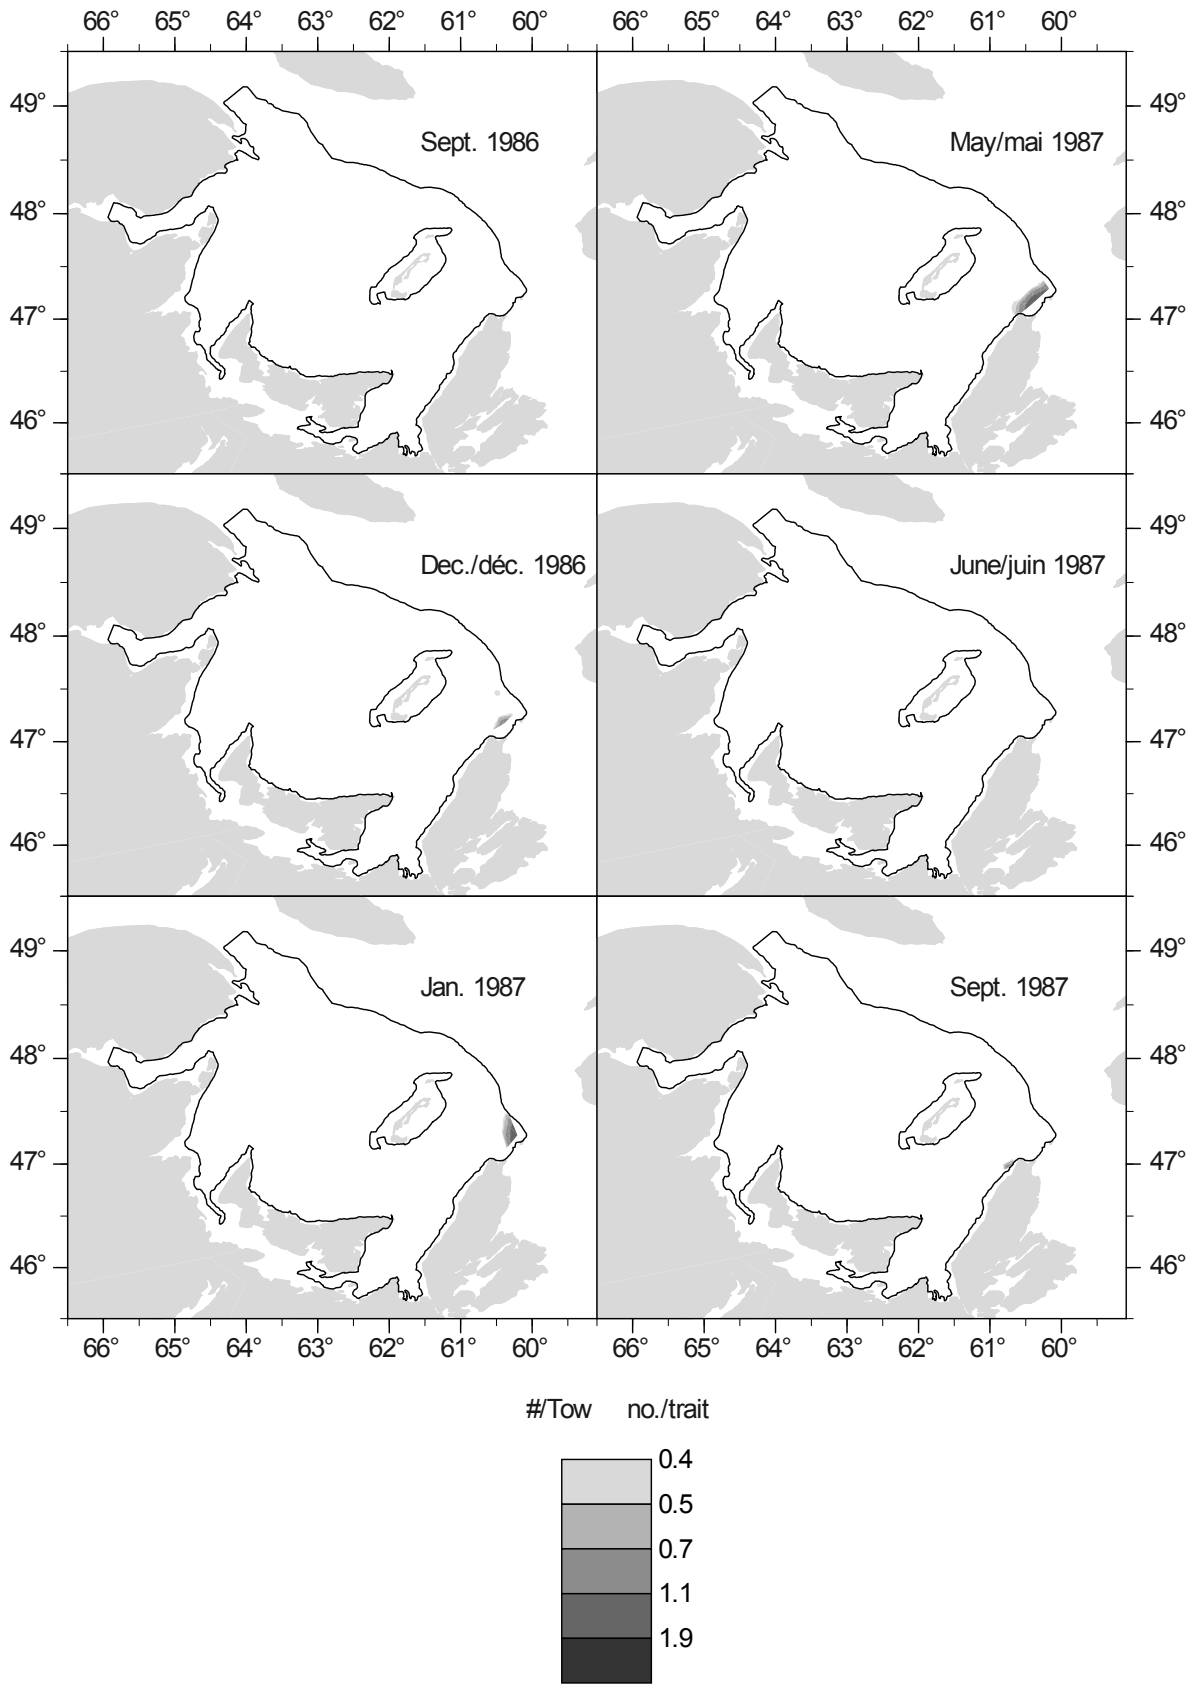 66° 65° 64° 63° 62° 61° 60° 66° 65° 64° 63° 62° 61° 60°
49° 49°
Sept. 1986 May/mai 1987
48° 48°
47° 47°
46° 46°
49° 49°
Dec./déc. 1986 June/juin 1987
48° 48°
47° 47°
46° 46°
49° 49°
Jan. 1987 Sept. 1987
48° 48°
47° 47°
46° 46°
66° 65° 64° 63° 62° 61° 60° 66° 65° 64° 63° 62° 61° 60°
#/Tow no./trait
0.4
0.5
0.7
1.1
1.9